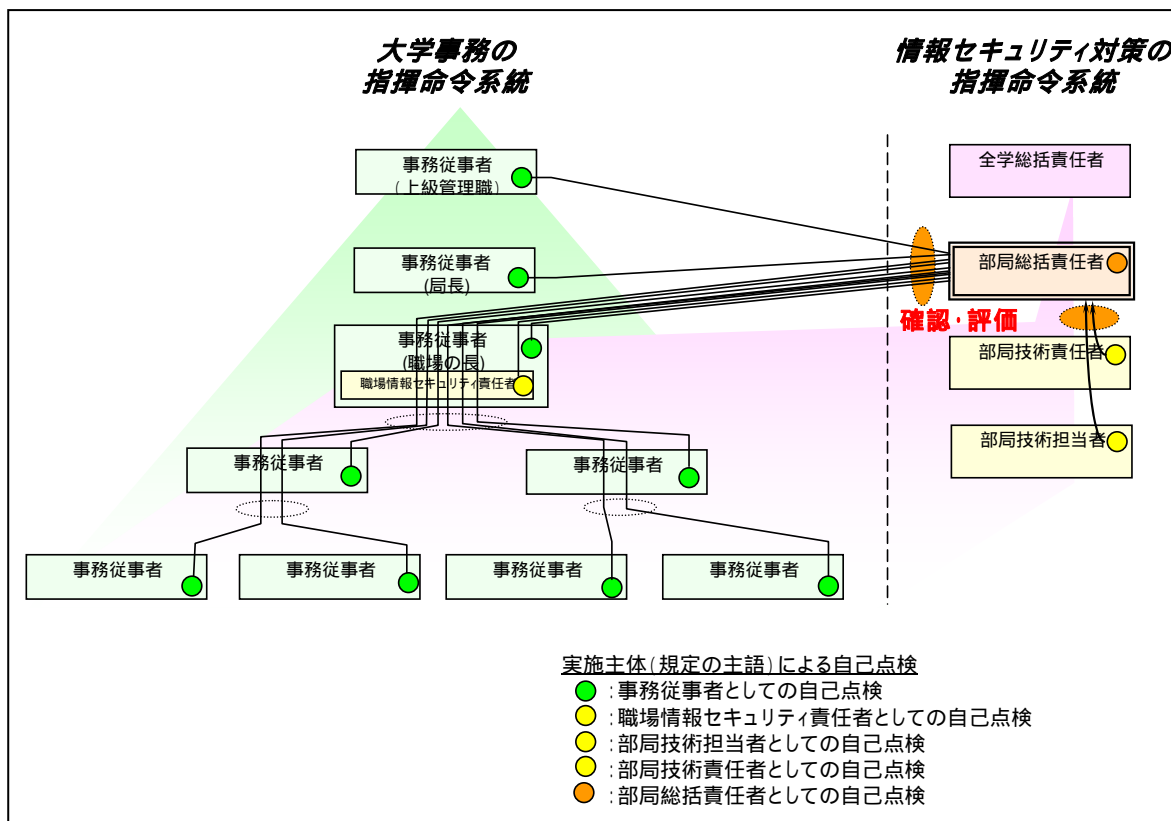 大学事務の
指揮命令系統
情報セキュリティ対策の
指揮命令系統
事務従事者
(上級管理職)
全学総括責任者
事務従事者
(局長)
部局総括責任者
確認・評価
事務従事者
(職場の長)
職場情報セキュリティ責任者
部局技術責任者
部局技術担当者
事務従事者
事務従事者
事務従事者
事務従事者
事務従事者
事務従事者
実施主体(規定の主語)による自己点検
:事務従事者としての自己点検
:職場情報セキュリティ責任者としての自己点検
:部局技術担当者としての自己点検
:部局技術責任者としての自己点検
:部局総括責任者としての自己点検